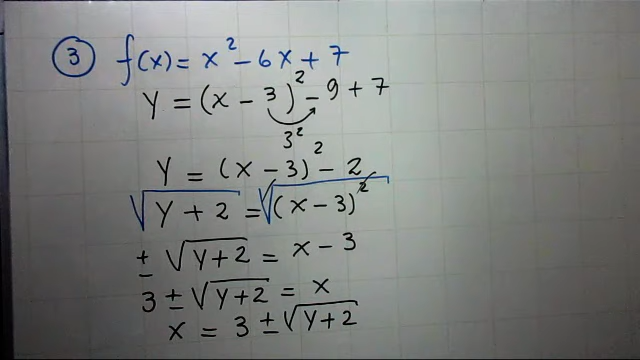 ③ f(x) = x² - 6x + 7
Y = (x - 3)² - 9 + 7
3²
Y = (x - 3)² - 2
√(Y + 2) = √(x - 3)²
± √(Y+2) = x - 3
3 ± √(Y+2) = x
x = 3 ± √(Y+2)